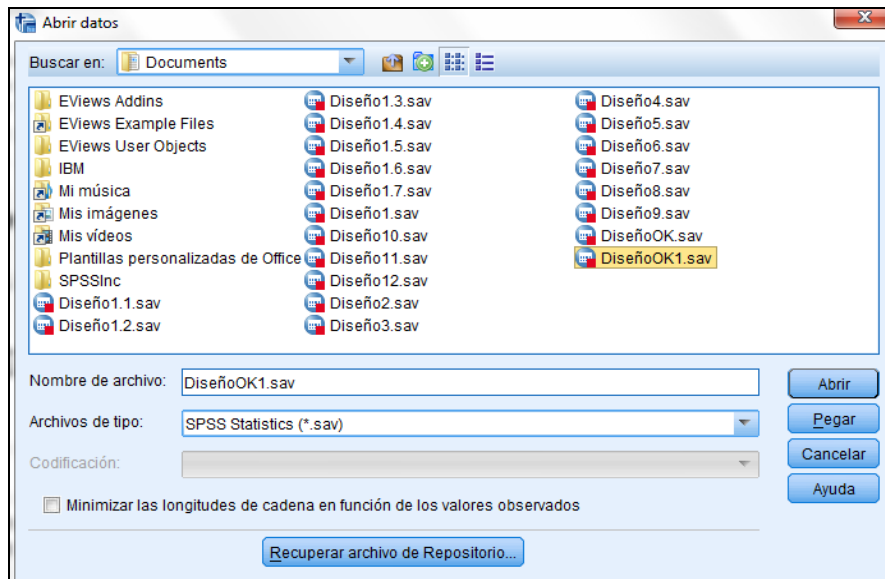 Abrir datos
Buscar en: Documents
EViews Addins
EViews Example Files
EViews User Objects
IBM
Mi música
Mis imágenes
Mis vídeos
Plantillas personalizadas de Office
SPSSInc
Diseño1.1.sav
Diseño1.2.sav
Diseño1.3.sav
Diseño1.4.sav
Diseño1.5.sav
Diseño1.6.sav
Diseño1.7.sav
Diseño1.sav
Diseño10.sav
Diseño11.sav
Diseño12.sav
Diseño2.sav
Diseño3.sav
Diseño4.sav
Diseño5.sav
Diseño6.sav
Diseño7.sav
Diseño8.sav
Diseño9.sav
DiseñoOK.sav
DiseñoOK1.sav
Nombre de archivo: DiseñoOK1.sav
Abrir
Archivos de tipo: SPSS Statistics (*.sav)
Pegar
Codificación:
Cancelar
Ayuda
Minimizar las longitudes de cadena en función de los valores observados
Recuperar archivo de Repositorio...